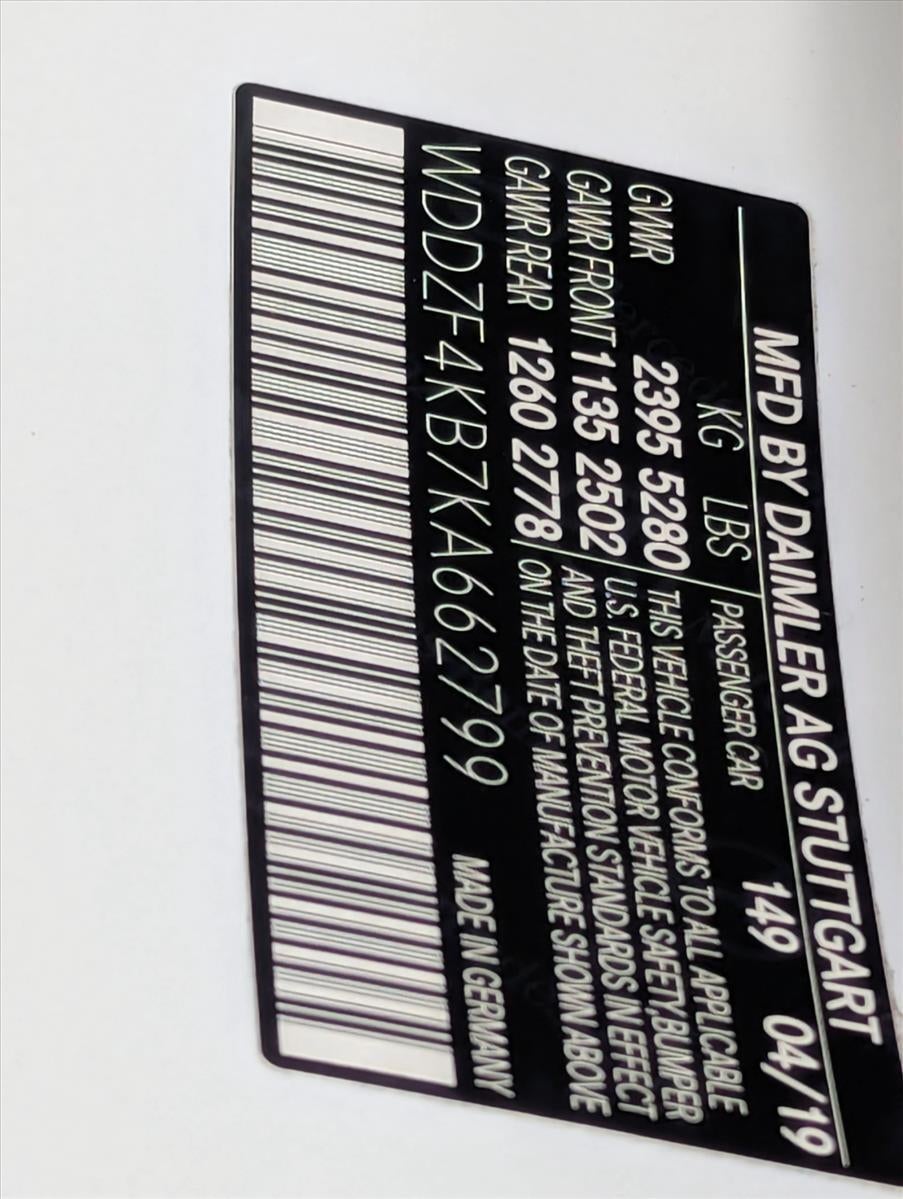 MFD BY DAIMLER AG STUTTGART
KG LBS PASSENGER CAR 149 04/19
GWR 2395 5280 THIS VEHICLE CONFORMS TO ALL APPLICABLE
GAWR FRONT 1135 2502 U.S. FEDERAL MOTOR VEHICLE SAFETY BUMPER
GAWR REAR 1260 2778 AND THEFT PREVENTION STANDARDS IN EFFECT
ON THE DATE OF MANUFACTURE SHOWN ABOVE
WDDZF4KB7KA662799 MADE IN GERMANY